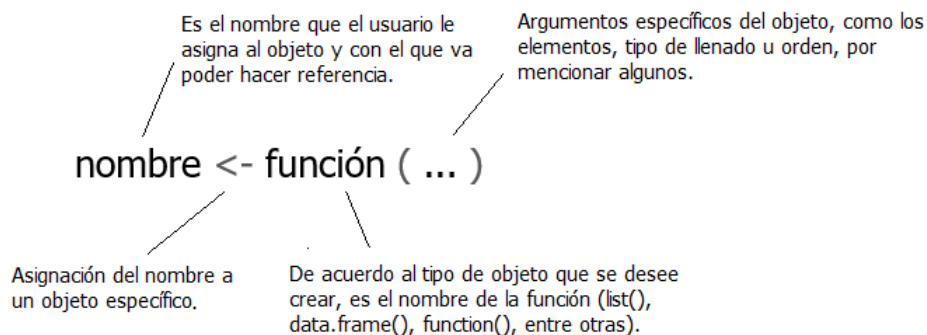 Es el nombre que el usuario le
asigna al objeto y con el que va
poder hacer referencia.
Argumentos específicos del objeto, como los
elementos, tipo de llenado u orden, por
mencionar algunos.
nombre <- función ( ... )
Asignación del nombre a
un objeto específico.
De acuerdo al tipo de objeto que se desee
crear, es el nombre de la función (list(),
data.frame(), function(), entre otras).